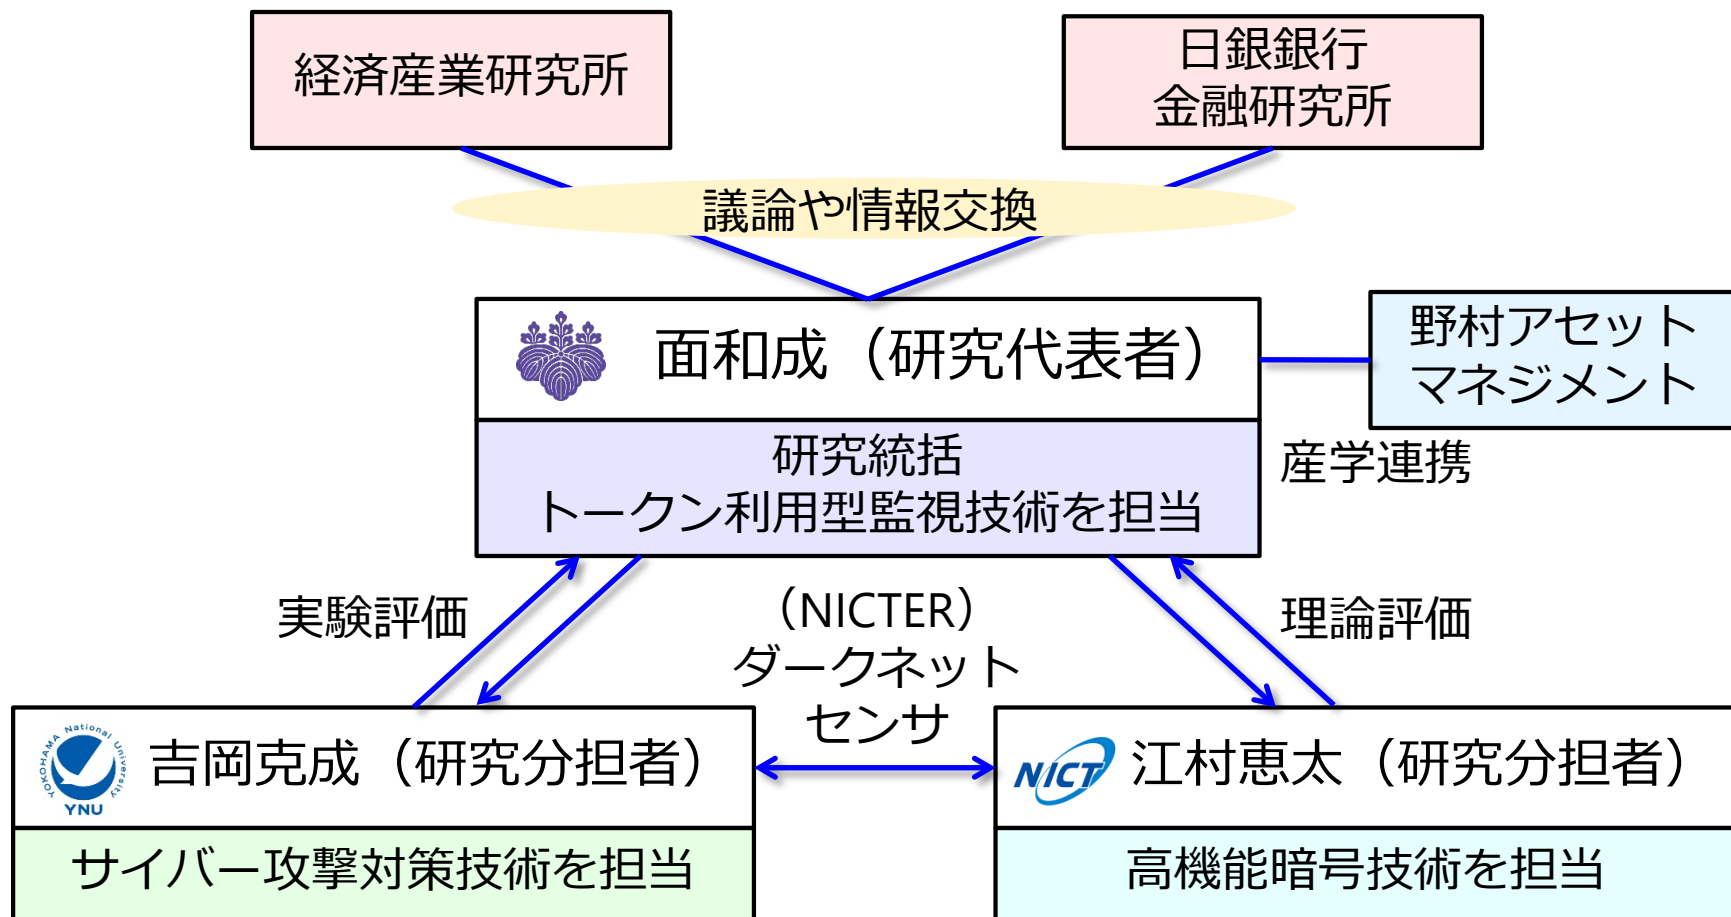 経済産業研究所
日銀銀行
金融研究所
議論や情報交換
面和成（研究代表者）
野村アセット
マネジメント
研究統括
トークン利用型監視技術を担当
産学連携
実験評価
（NICTER）
ダークネット
センサ
理論評価
YOKOHAMA National University
YNU
吉岡克成（研究分担者）
NICT
江村恵太（研究分担者）
サイバー攻撃対策技術を担当
高機能暗号技術を担当